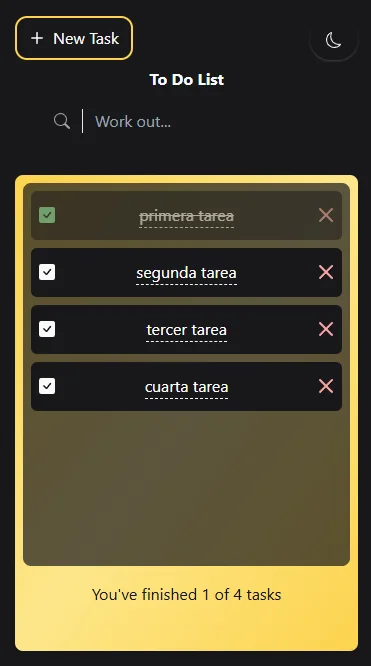 New Task
To Do List
Work out...
primera tarea
segunda tarea
tercer tarea
cuarta tarea
You've finished 1 of 4 tasks